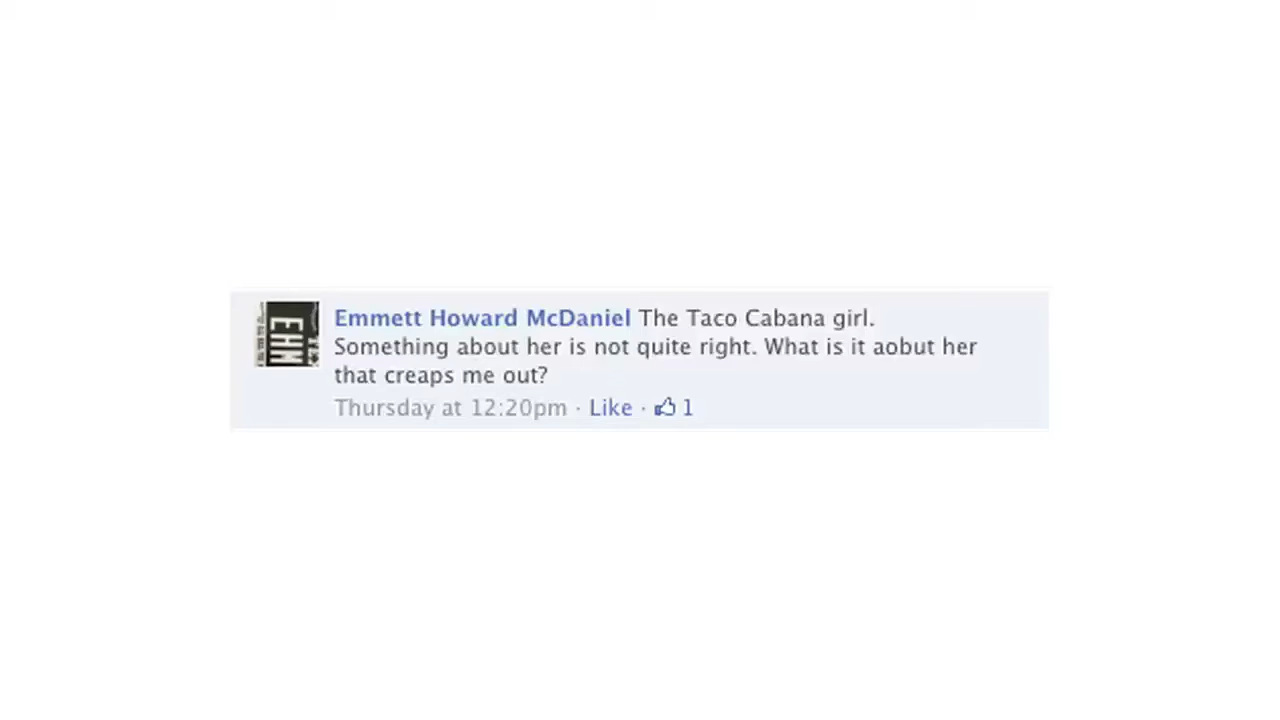 EHM
Emmett Howard McDaniel The Taco Cabana girl.
Something about her is not quite right. What is it aobut her
that creaps me out?
Thursday at 12:20pm · Like · 1